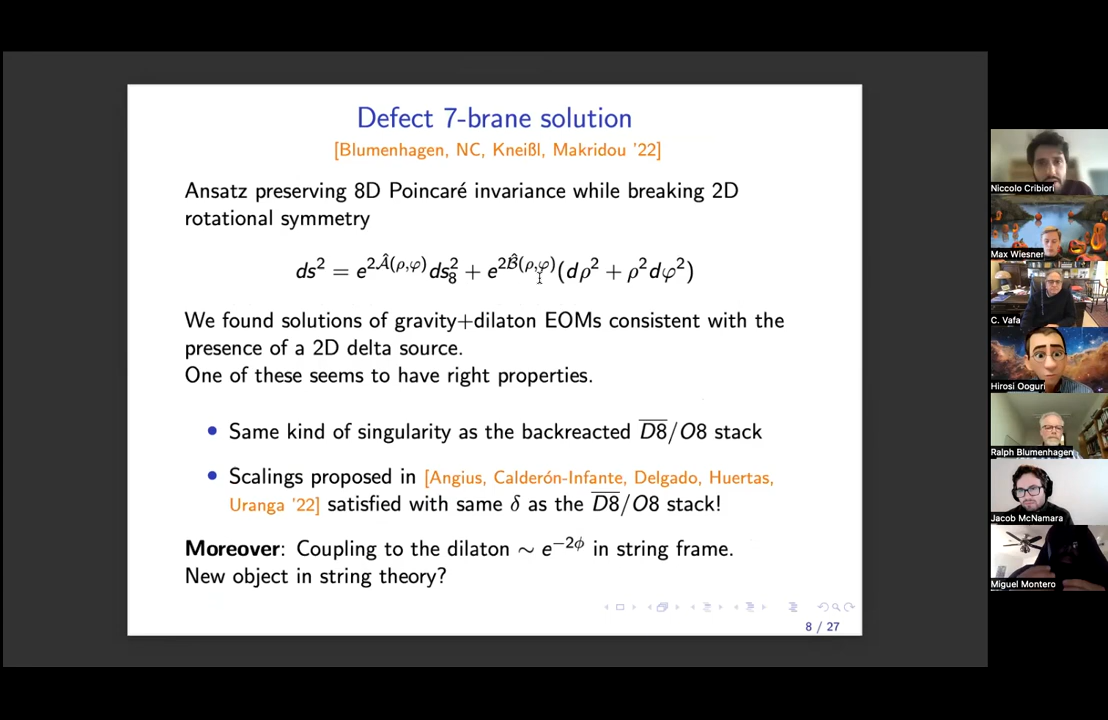 Defect 7-brane solution
[Blumenhagen, NC, Kneißl, Makridou '22]
Ansatz preserving 8D Poincaré invariance while breaking 2D
rotational symmetry
ds² = e^{2Â(ρ,φ)} ds₈² + e^{2B̂(ρ,φ)} (dρ² + ρ²dφ²)
We found solutions of gravity+dilaton EOMs consistent with the
presence of a 2D delta source.
One of these seems to have right properties.
• Same kind of singularity as the backreacted D̅8̅/O8 stack
• Scalings proposed in [Angius, Calderón-Infante, Delgado, Huertas,
Uranga '22] satisfied with same δ as the D̅8̅/O8 stack!
Moreover: Coupling to the dilaton ∼ e^{−2ϕ} in string frame.
New object in string theory?
8 / 27
Niccolo Cribiori
Max Wiesner
C. Vafa
Hirosi Ooguri
Ralph Blumenhagen
Jacob McNamara
Miguel Montero